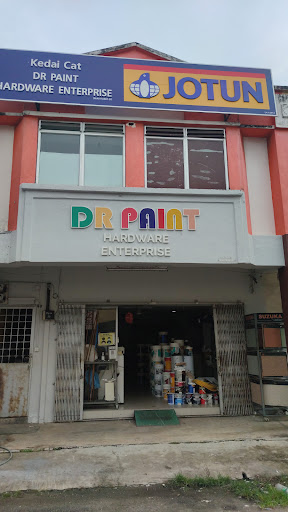 Kedai Cat
DR PAINT
HARDWARE ENTERPRISE
JOTUN
DR PAINT
HARDWARE
ENTERPRISE
SUZUKA